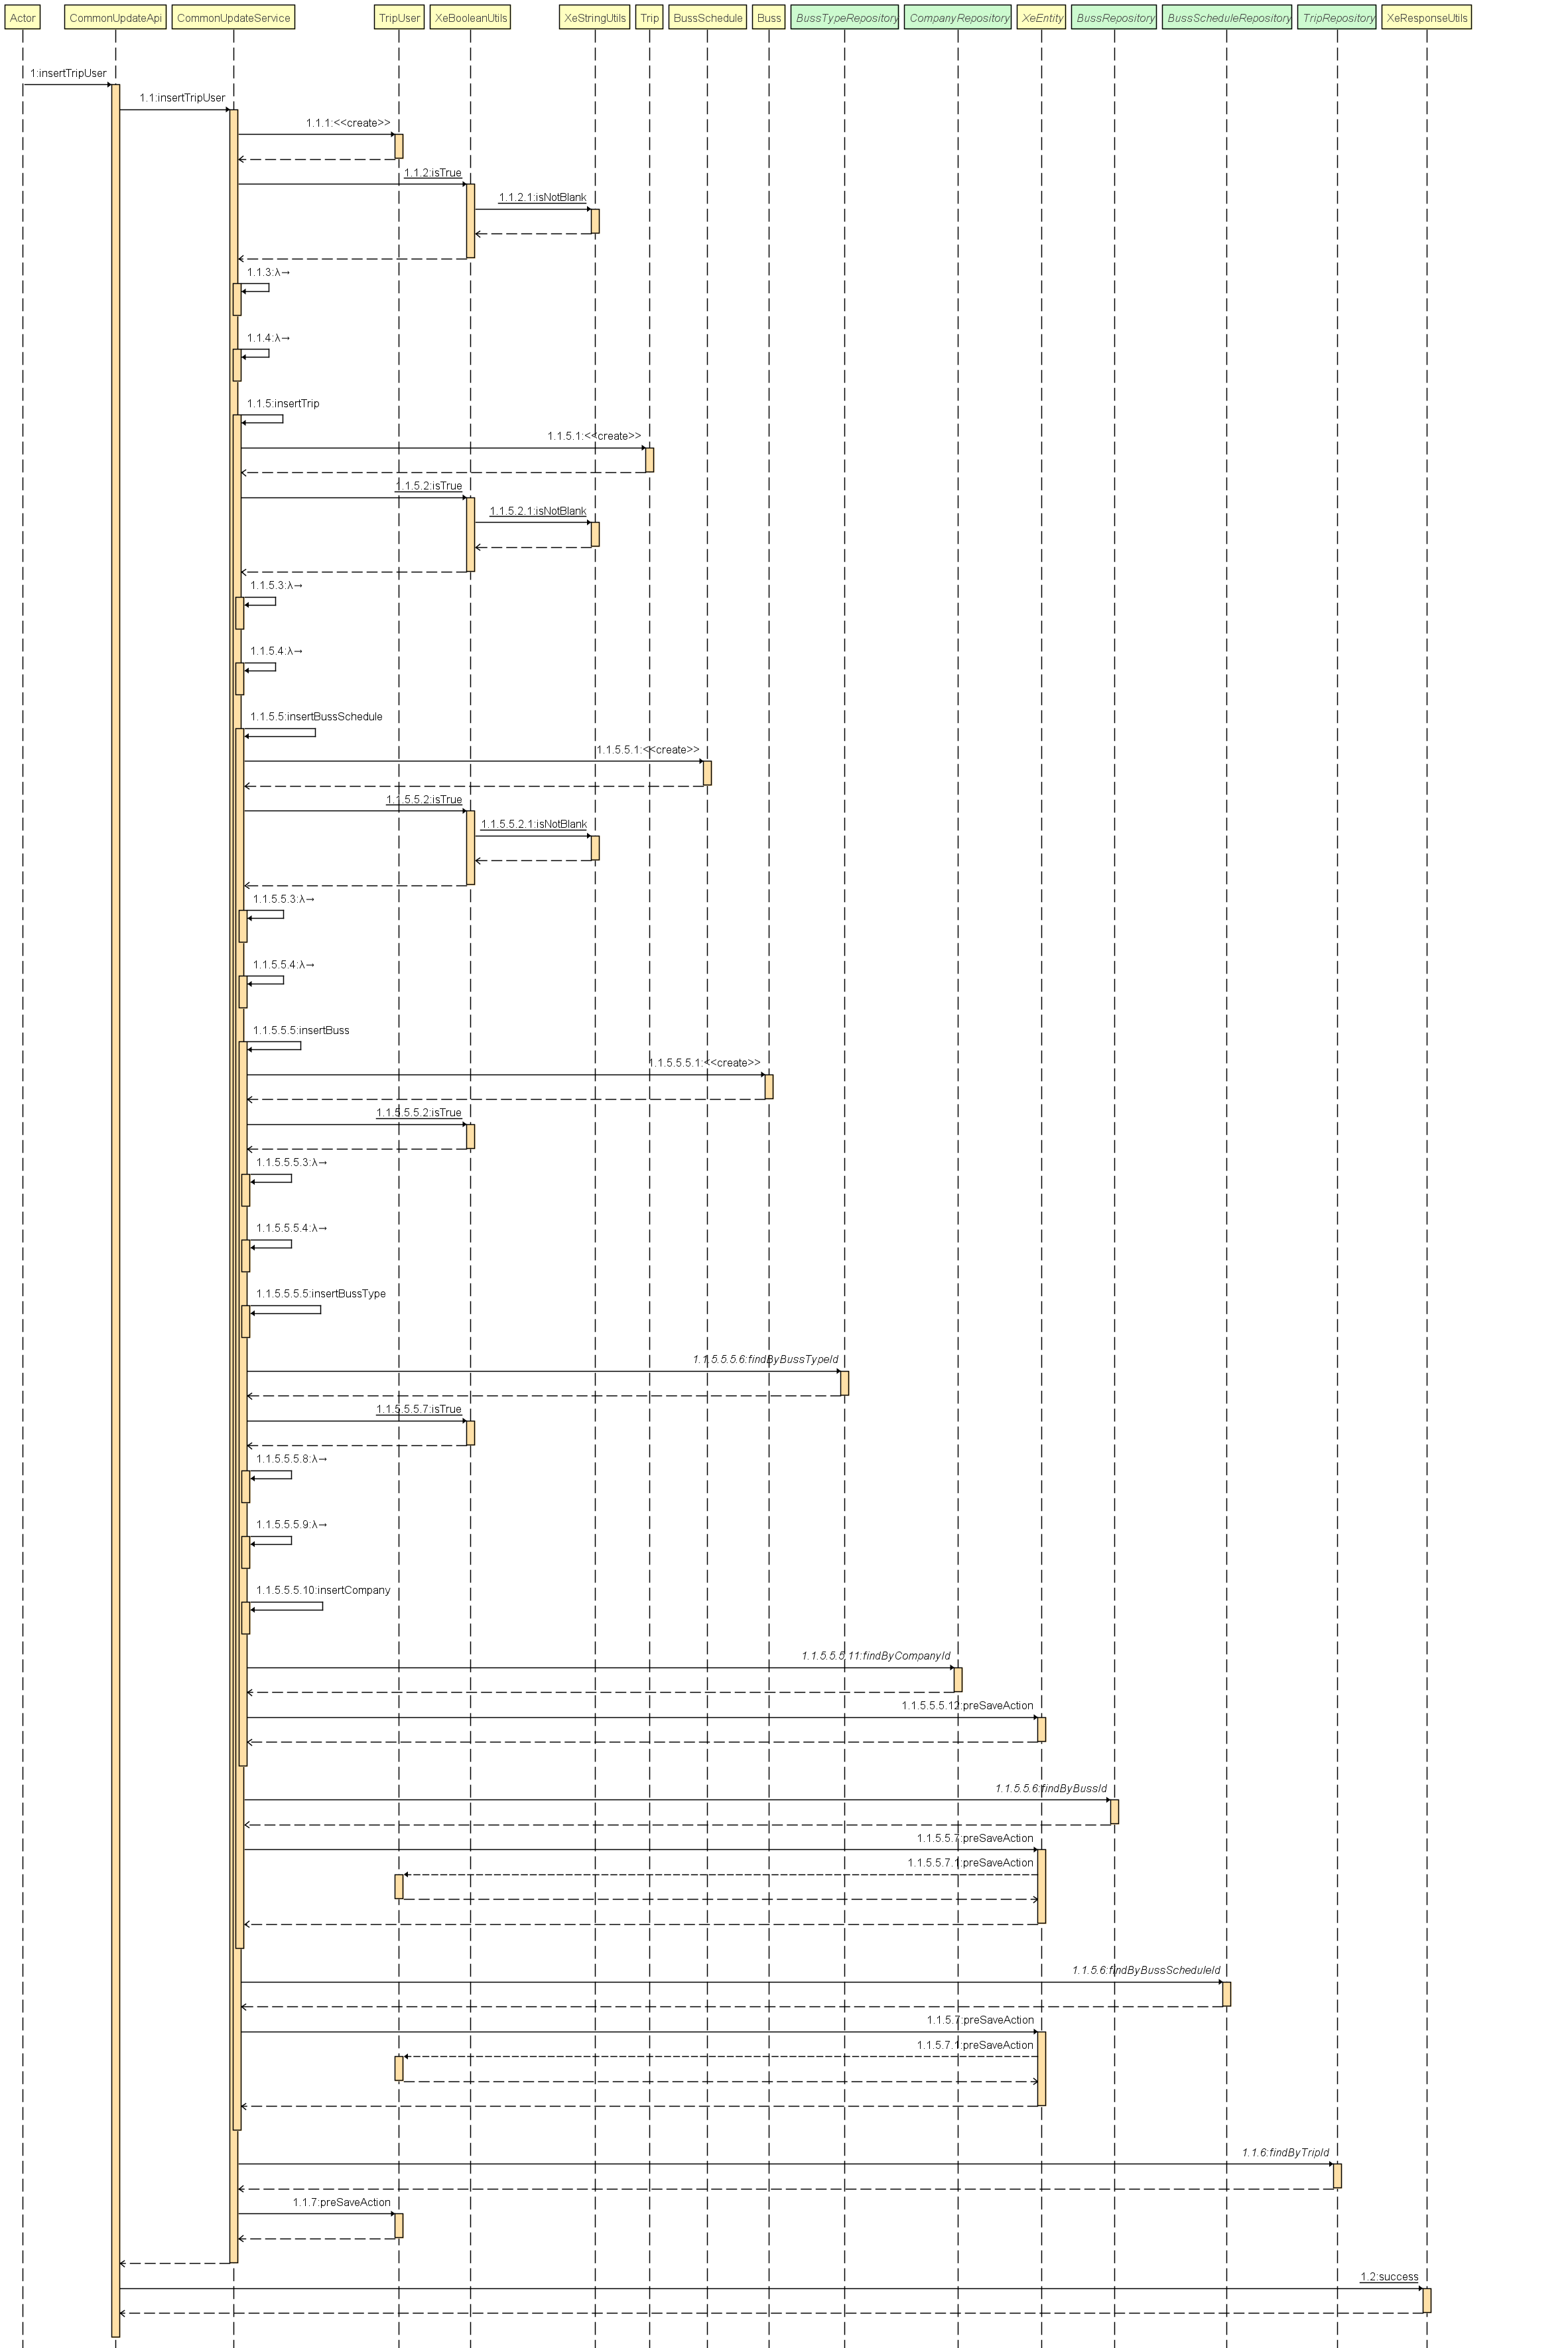 Actor
CommonUpdateApi
CommonUpdateService
TripUser
XeBooleanUtils
XeStringUtils
Trip
BussSchedule
Buss
BussTypeRepository
CompanyRepository
XeEntity
BussRepository
BussScheduleRepository
TripRepository
XeResponseUtils
1:insertTripUser
1.1:insertTripUser
1.1.1:<<create>>
1.1.2:isTrue
1.1.2.1:isNotBlank
1.1.3:λ→
1.1.4:λ→
1.1.5:insertTrip
1.1.5.1:<<create>>
1.1.5.2:isTrue
1.1.5.2.1:isNotBlank
1.1.5.3:λ→
1.1.5.4:λ→
1.1.5.5:insertBussSchedule
1.1.5.5.1:<<create>>
1.1.5.5.2:isTrue
1.1.5.5.2.1:isNotBlank
1.1.5.5.3:λ→
1.1.5.5.4:λ→
1.1.5.5.5:insertBuss
1.1.5.5.5.1:<<create>>
1.1.5.5.5.2:isTrue
1.1.5.5.5.3:λ→
1.1.5.5.5.4:λ→
1.1.5.5.5.5:insertBussType
1.1.5.5.5.6:findByBussTypeId
1.1.5.5.5.7:isTrue
1.1.5.5.5.8:λ→
1.1.5.5.5.9:λ→
1.1.5.5.5.10:insertCompany
1.1.5.5.5.11:findByCompanyId
1.1.5.5.5.12:preSaveAction
1.1.5.5.6:findByBussId
1.1.5.5.7:preSaveAction
1.1.5.5.7.1:preSaveAction
1.1.5.6:findByBussScheduleId
1.1.5.7:preSaveAction
1.1.5.7.1:preSaveAction
1.1.6:findByTripId
1.1.7:preSaveAction
1.2:success